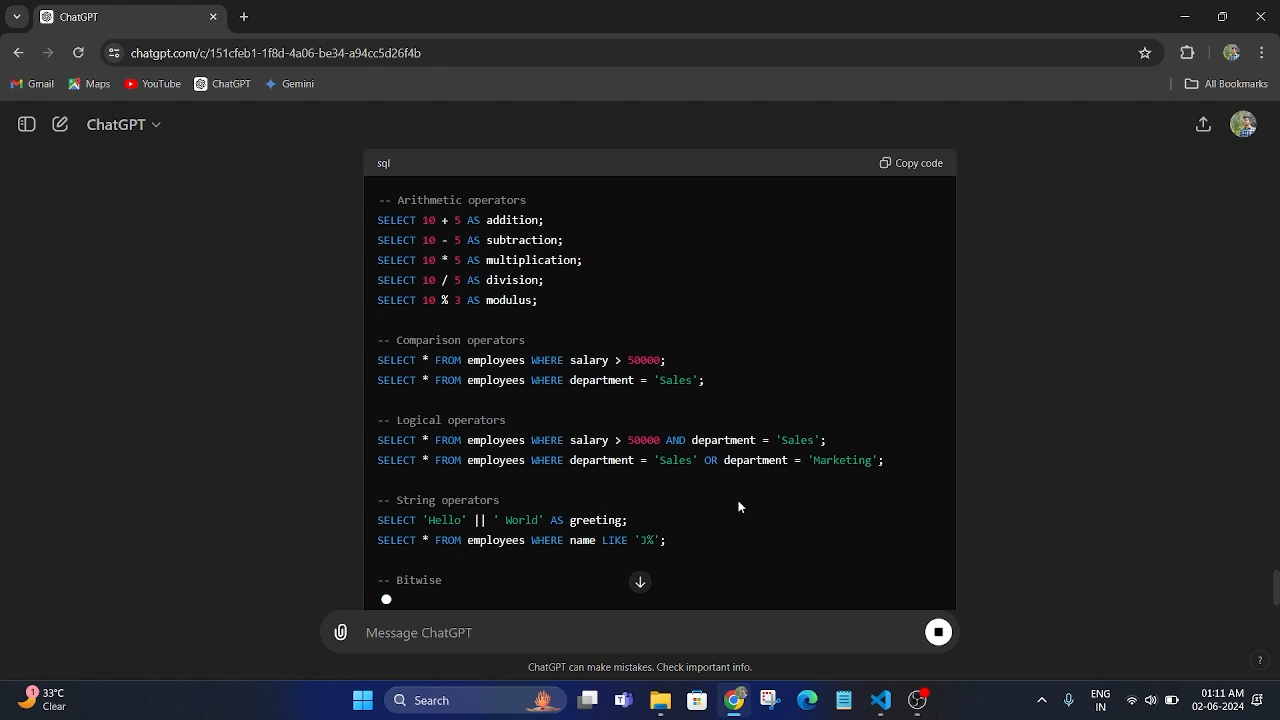 ChatGPT
chatgpt.com/c/151cfeb1-1f8d-4a06-be34-a94cc5d26f4b
Gmail Maps YouTube ChatGPT Gemini All Bookmarks
ChatGPT
sql Copy code
-- Arithmetic operators
SELECT 10 + 5 AS addition;
SELECT 10 - 5 AS subtraction;
SELECT 10 * 5 AS multiplication;
SELECT 10 / 5 AS division;
SELECT 10 % 3 AS modulus;
-- Comparison operators
SELECT * FROM employees WHERE salary > 50000;
SELECT * FROM employees WHERE department = 'Sales';
-- Logical operators
SELECT * FROM employees WHERE salary > 50000 AND department = 'Sales';
SELECT * FROM employees WHERE department = 'Sales' OR department = 'Marketing';
-- String operators
SELECT 'Hello' || ' World' AS greeting;
SELECT * FROM employees WHERE name LIKE 'J%';
-- Bitwise
Message ChatGPT
ChatGPT can make mistakes. Check important info.
?
1 33°C
Clear
Search
ENG
IN
01:11 AM
02-06-2024